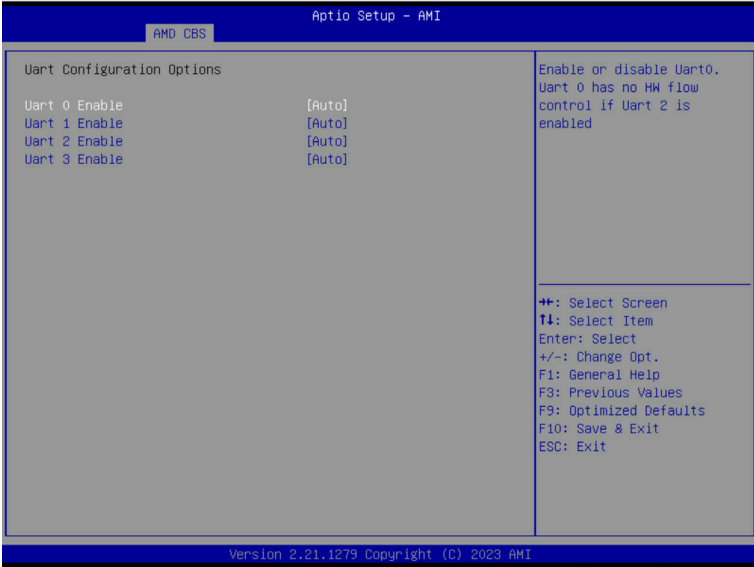 Aptio Setup - AMI
AMD CBS
Uart Configuration Options
Uart 0 Enable [Auto]
Uart 1 Enable [Auto]
Uart 2 Enable [Auto]
Uart 3 Enable [Auto]
Enable or disable Uart0.
Uart 0 has no HW flow
control if Uart 2 is
enabled
→←: Select Screen
↑↓: Select Item
Enter: Select
+/-: Change Opt.
F1: General Help
F3: Previous Values
F9: Optimized Defaults
F10: Save & Exit
ESC: Exit
Version 2.21.1279 Copyright (C) 2023 AMI